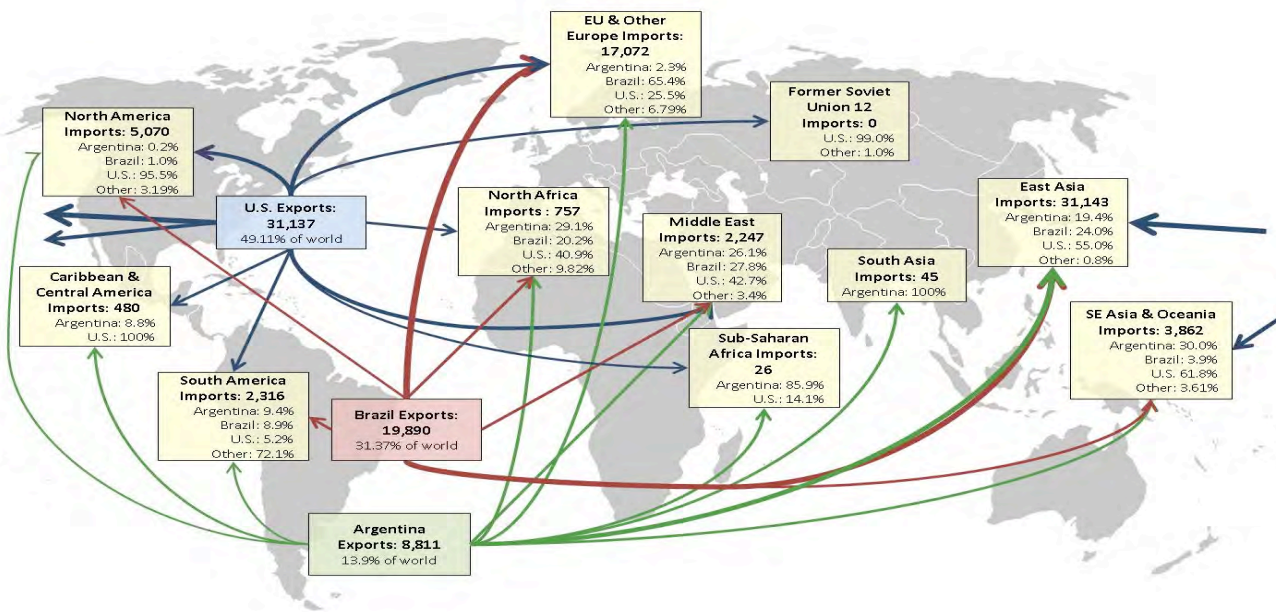 EU & Other
Europe Imports:
17,072
Argentina: 2.3%
Brazil: 65.4%
U.S.: 25.5%
Other: 6.79%
Former Soviet
Union 12
Imports: 0
U.S.: 99.0%
Other: 1.0%
North America
Imports: 5,070
Argentina: 0.2%
Brazil: 1.0%
U.S.: 95.5%
Other: 3.19%
U.S. Exports:
31,137
49.11% of world
North Africa
Imports : 757
Argentina: 29.1%
Brazil: 20.2%
U.S.: 40.9%
Other: 9.82%
Middle East
Imports: 2,247
Argentina: 26.1%
Brazil: 27.8%
U.S.: 42.7%
Other: 3.4%
South Asia
Imports: 45
Argentina: 100%
East Asia
Imports: 31,143
Argentina: 19.4%
Brazil: 24.0%
U.S.: 55.0%
Other: 0.8%
Caribbean &
Central America
Imports: 480
Argentina: 8.8%
U.S.: 100%
SE Asia & Oceania
Imports: 3,862
Argentina: 30.0%
Brazil: 3.9%
U.S. 61.8%
Other: 3.61%
Sub-Saharan
Africa Imports:
26
Argentina: 85.9%
U.S.: 14.1%
South America
Imports: 2,316
Argentina: 9.4%
Brazil: 8.9%
U.S.: 5.2%
Other: 72.1%
Brazil Exports:
19,890
31.37% of world
Argentina
Exports: 8,811
13.9% of world